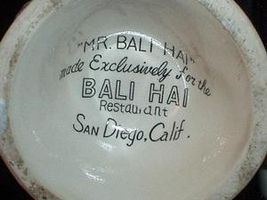 "MR. BALI HAI"
made Exclusively for the
BALI HAI
Restaurant
SAN Diego, Calif.